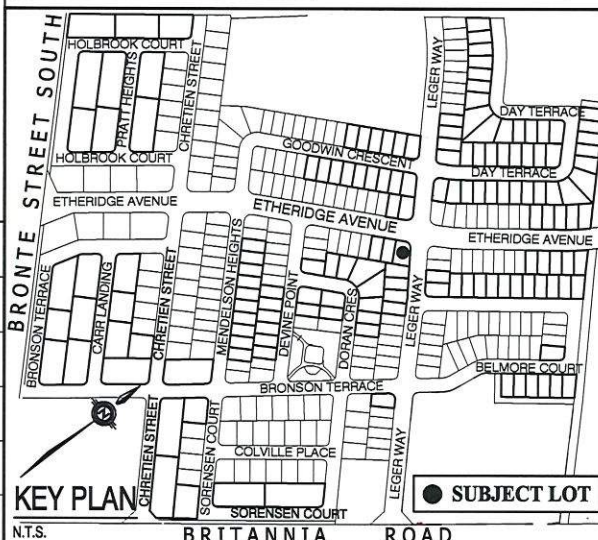 BRONTE STREET SOUTH
HOLBROOK COURT
PRATT HEIGHTS
CHRETIEN STREET
LEGER WAY
DAY TERRACE
GOODWIN CRESCENT
HOLBROOK COURT
DAY TERRACE
ETHERIDGE AVENUE
ETHERIDGE AVENUE
ETHERIDGE AVENUE
BRONSON TERRACE
CARR LANDING
CHRETIEN STREET
MENDELSON HEIGHTS
DEVINE POINT
DORAN CRES
LEGER WAY
BELMORE COURT
BRONSON TERRACE
N
CHRETIEN STREET
SORENSEN COURT
COLVILLE PLACE
LEGER WAY
KEY PLAN
SUBJECT LOT
SORENSEN COURT
N.T.S.
BRITANNIA ROAD